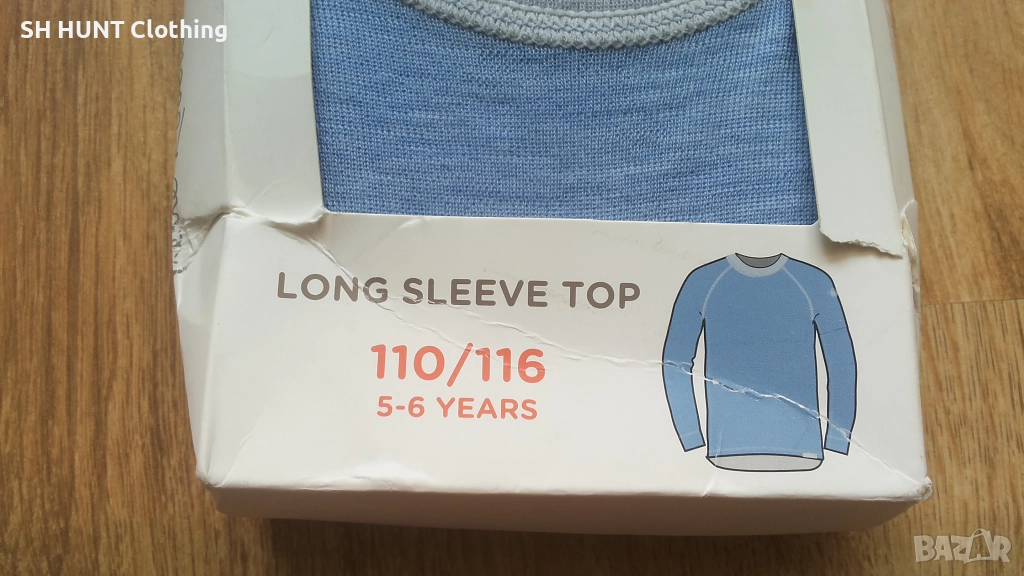 SH HUNT Clothing
LONG SLEEVE TOP
110/116
5-6 YEARS
BAZAR